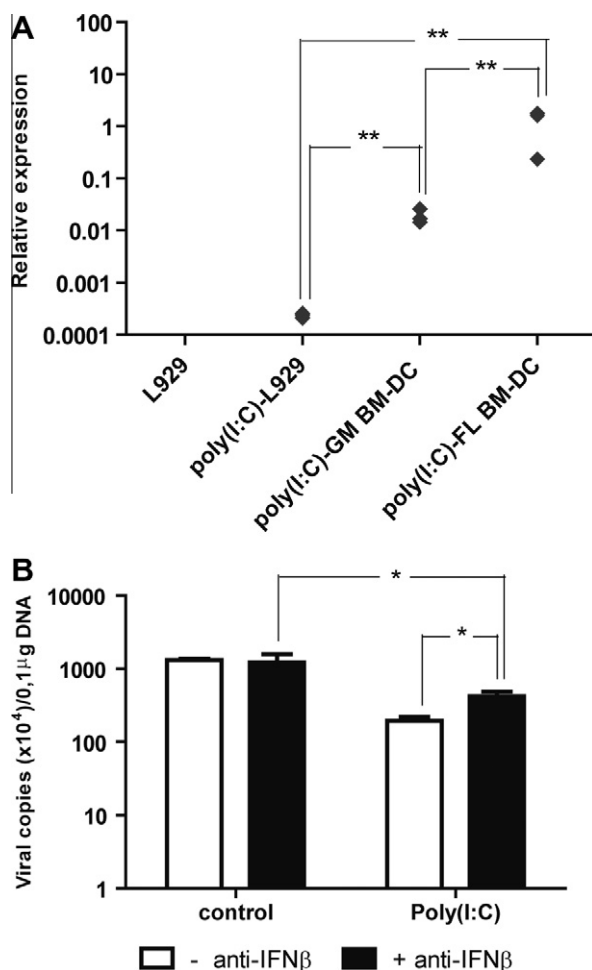 A
Relative expression
100
10
1
0.1
0.01
0.001
0.0001
**
**
**
L929
poly(I:C)-L929
poly(I:C)-GM BM-DC
poly(I:C)-FL BM-DC
B
Viral copies (x10⁴)/0,1µg DNA
10000
1000
100
10
1
*
*
control
Poly(I:C)
- anti-IFNβ
+ anti-IFNβ